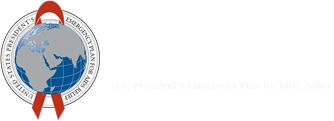 UNITED STATES PRESIDENT'S EMERGENCY PLAN FOR AIDS RELIEF
U.S. President's Emergency Plan for AIDS Relief